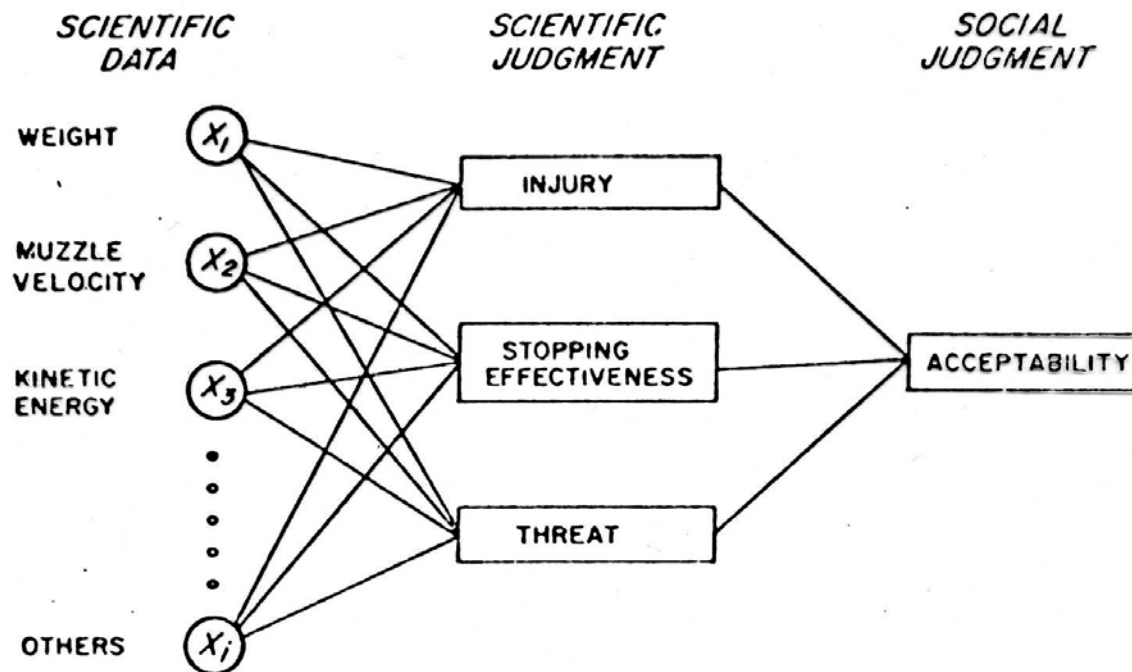 SCIENTIFIC
DATA
SCIENTIFIC
JUDGMENT
SOCIAL
JUDGMENT
WEIGHT
X1
MUZZLE
VELOCITY
X2
KINETIC
ENERGY
X3
OTHERS
Xi
INJURY
STOPPING
EFFECTIVENESS
THREAT
ACCEPTABILITY